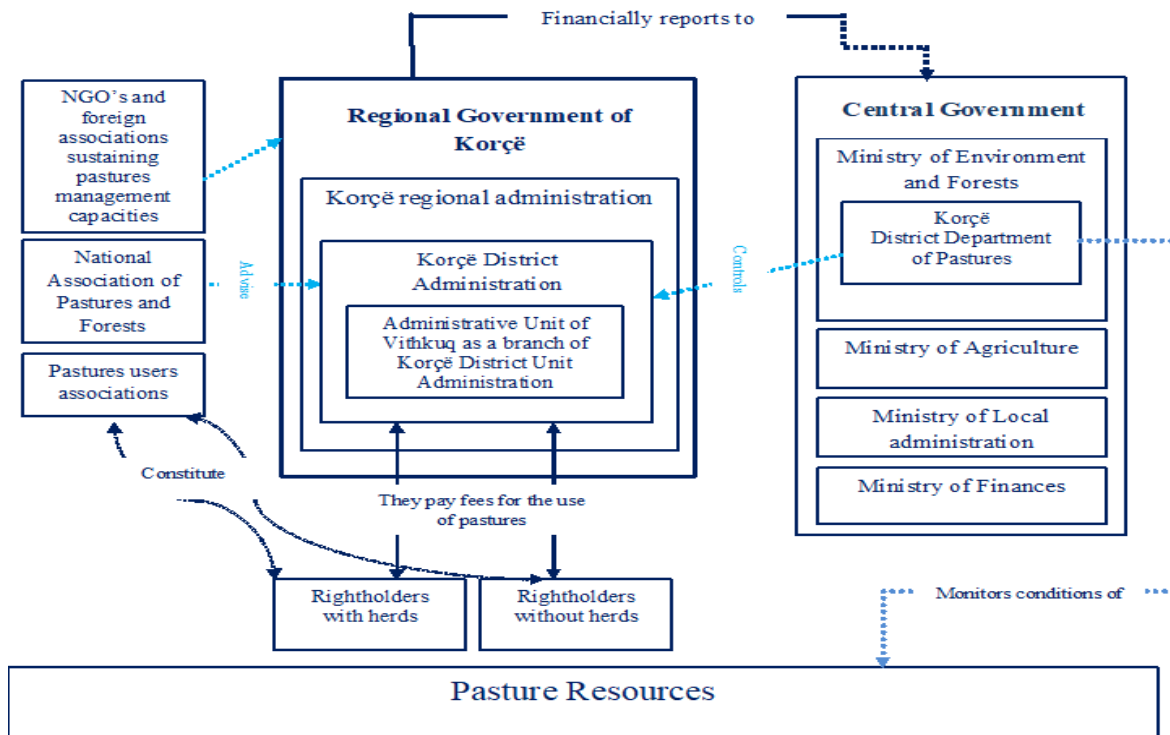 Financially reports to
NGO's and
foreign
associations
sustaining
pastures
management
capacities
National
Association of
Pastures and
Forests
Pastures users
associations
Advise
Constitute
Regional Government of
Korçë
Korçë regional administration
Korçë District
Administration
Administrative Unit of
Vithkuq as a branch of
Korçë District Unit
Administration
They pay fees for the use
of pastures
Rightholders
with herds
Rightholders
without herds
Controls
Central Government
Ministry of Environment
and Forests
Korçë
District Department
of Pastures
Ministry of Agriculture
Ministry of Local
administration
Ministry of Finances
Monitors conditions of
Pasture Resources